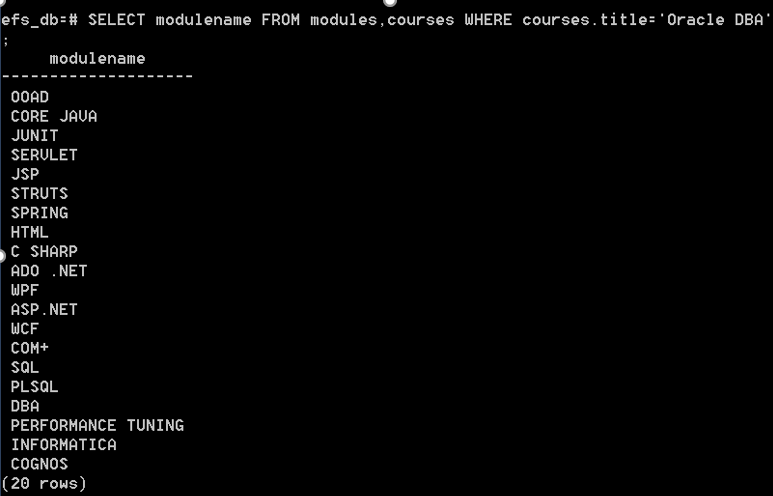 efs_db=# SELECT modulename FROM modules,courses WHERE courses.title='Oracle DBA'
;
modulename
--------------------
OOAD
CORE JAVA
JUNIT
SERVLET
JSP
STRUTS
SPRING
HTML
C SHARP
ADO .NET
WPF
ASP.NET
WCF
COM+
SQL
PLSQL
DBA
PERFORMANCE TUNING
INFORMATICA
COGNOS
(20 rows)